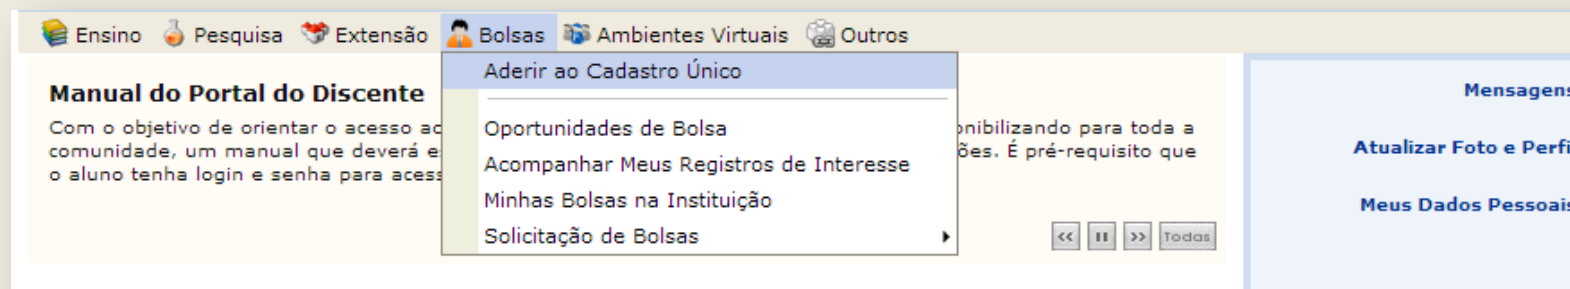 Ensino Pesquisa Extensão Bolsas Ambientes Virtuais Outros
Aderir ao Cadastro Único
Oportunidades de Bolsa
Acompanhar Meus Registros de Interesse
Minhas Bolsas na Instituição
Solicitação de Bolsas
Manual do Portal do Discente
Com o objetivo de orientar o acesso
onibilizando para toda a
comunidade, um manual que deverá
ões. É pré-requisito que
o aluno tenha login e senha para
<< II >> Todas
Mensagens
Atualizar Foto e Perfi
Meus Dados Pessoais